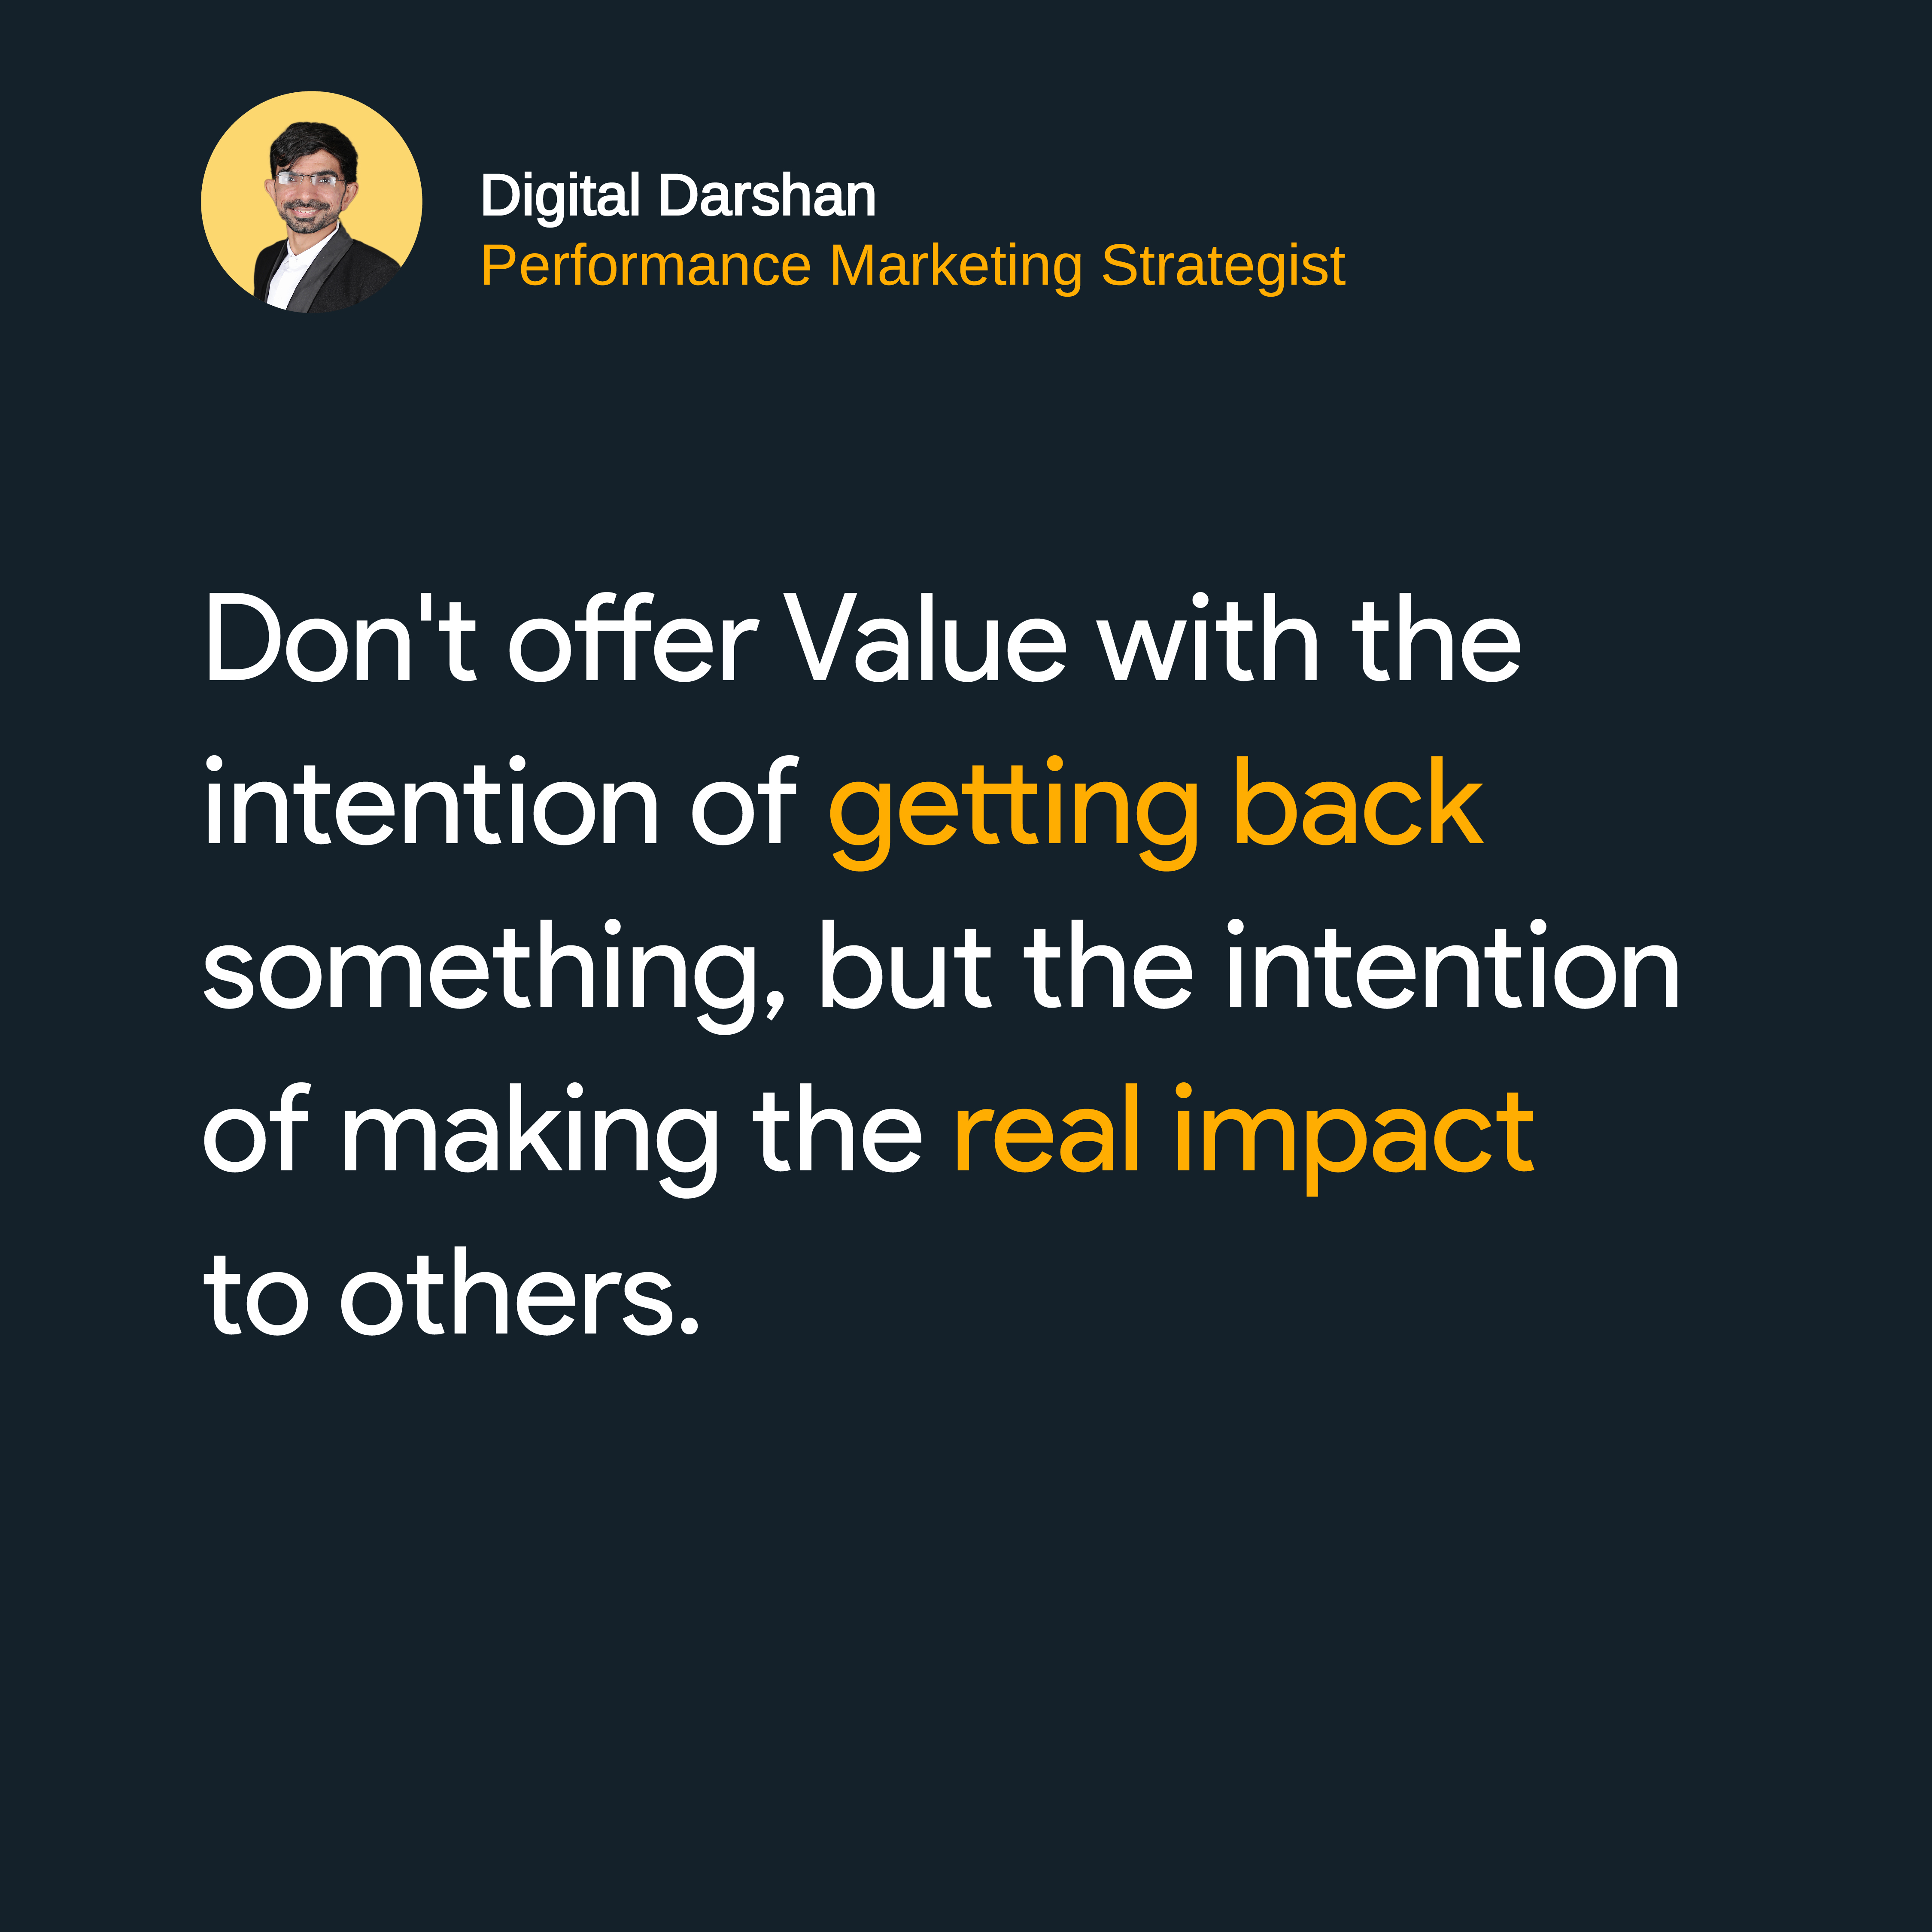 Digital Darshan
Performance Marketing Strategist
Don't offer Value with the
intention of getting back
something, but the intention
of making the real impact
to others.